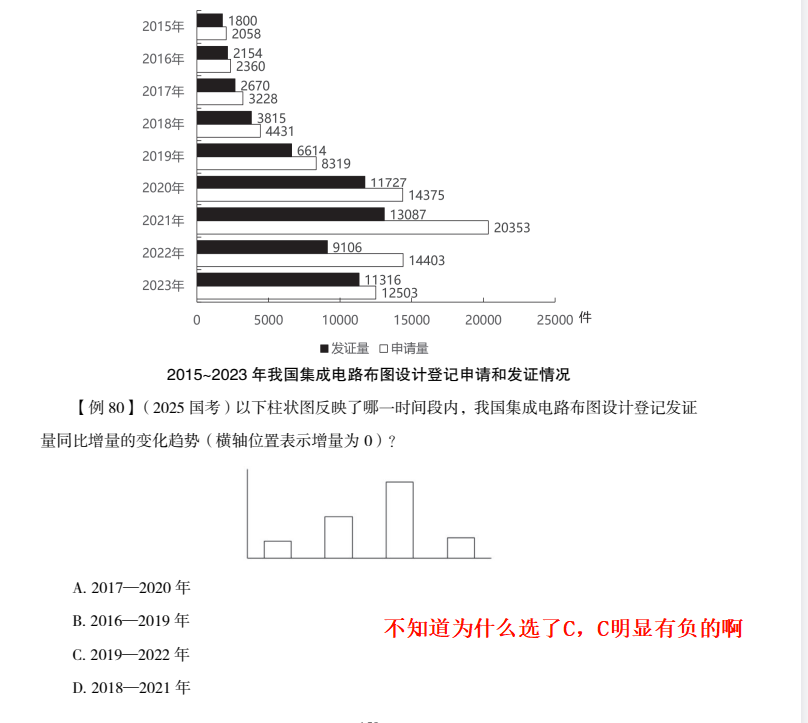 2015年
1800
2058
2016年
2154
2360
2017年
2670
3228
2018年
3815
4431
2019年
6614
8319
2020年
11727
14375
2021年
13087
20353
2022年
9106
14403
2023年
11316
12503
0 5000 10000 15000 20000 25000 件
■发证量 □申请量
2015~2023 年我国集成电路布图设计登记申请和发证情况
【例 80】（2025 国考）以下柱状图反映了哪一时间段内，我国集成电路布图设计登记发证
量同比增量的变化趋势（横轴位置表示增量为 0）？
A. 2017—2020 年
B. 2016—2019 年
不知道为什么选了C，C明显有负的啊
C. 2019—2022 年
D. 2018—2021 年